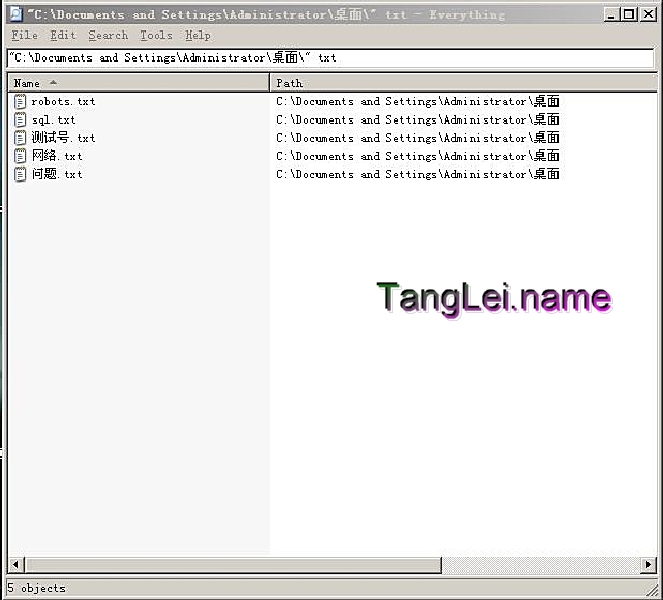 "C:\Documents and Settings\Administrator\桌面\" txt - Everything
File Edit Search Tools Help
"C:\Documents and Settings\Administrator\桌面\" txt
Name Path
robots.txt C:\Documents and Settings\Administrator\桌面
sql.txt C:\Documents and Settings\Administrator\桌面
测试号.txt C:\Documents and Settings\Administrator\桌面
网络.txt C:\Documents and Settings\Administrator\桌面
问题.txt C:\Documents and Settings\Administrator\桌面
TangLei.name
5 objects